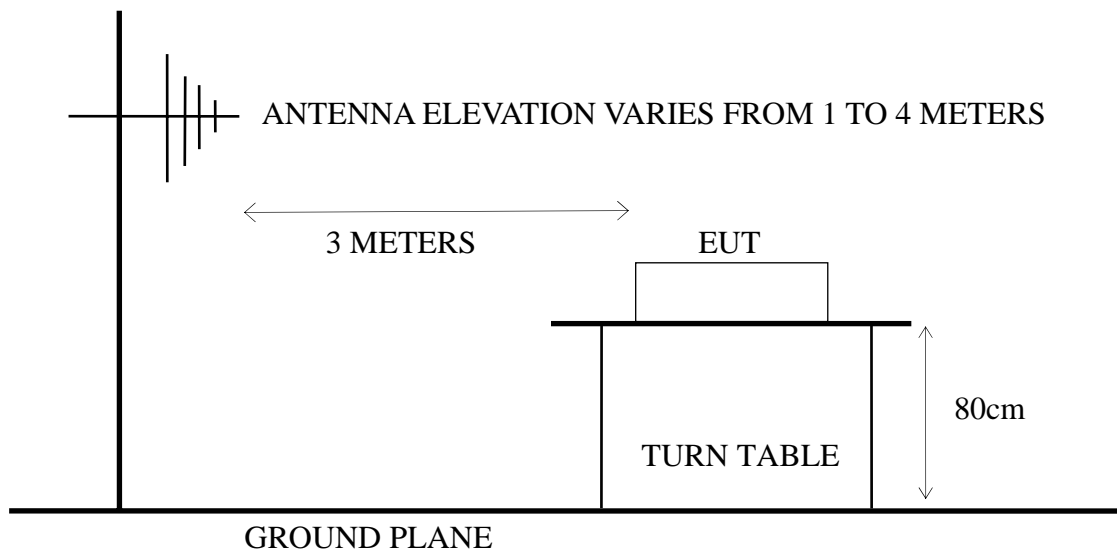 ANTENNA ELEVATION VARIES FROM 1 TO 4 METERS
3 METERS
EUT
80cm
TURN TABLE
GROUND PLANE